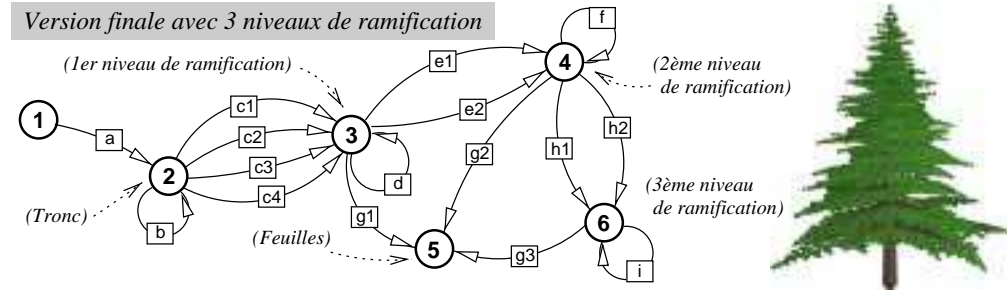 Version finale avec 3 niveaux de ramification
f
(1er niveau de ramification)
e1
4
(2ème niveau
de ramification)
1
a
c1
c2
c3
c4
3
e2
d
g2
h1
h2
2
b
(Tronc)
g1
(Feuilles)
5
g3
6
i
(3ème niveau
de ramification)